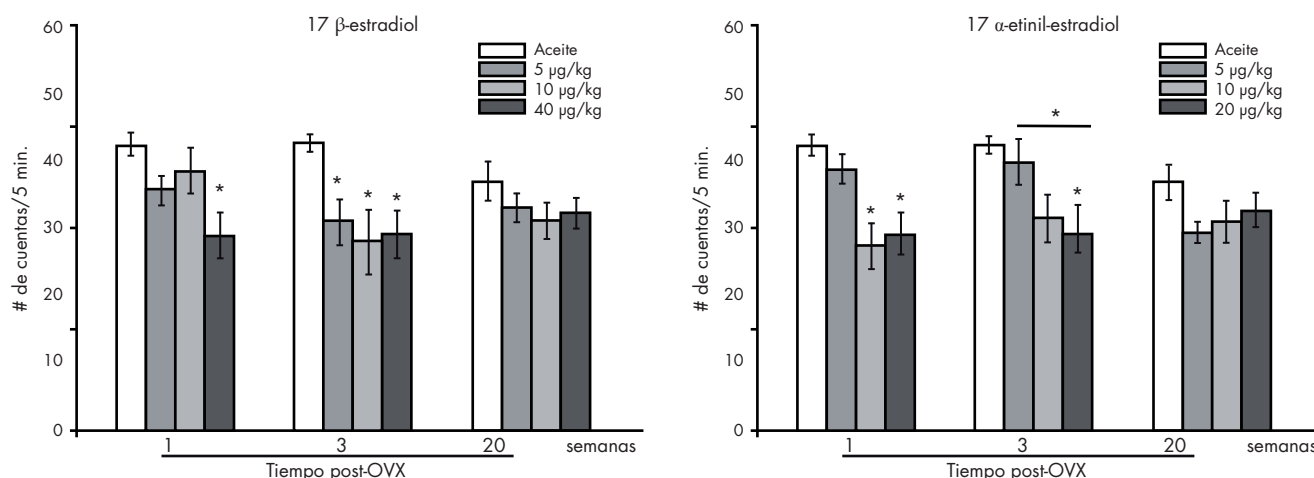 17 β-estradiol
Aceite
5 µg/kg
10 µg/kg
40 µg/kg
# de cuentas/5 min.
60
50
40
30
20
10
0
*
* * *
1 3 20 semanas
Tiempo post-OVX
17 α-etinil-estradiol
Aceite
5 µg/kg
10 µg/kg
20 µg/kg
# de cuentas/5 min.
60
50
40
30
20
10
0
* *
*
*
1 3 20 semanas
Tiempo post-OVX